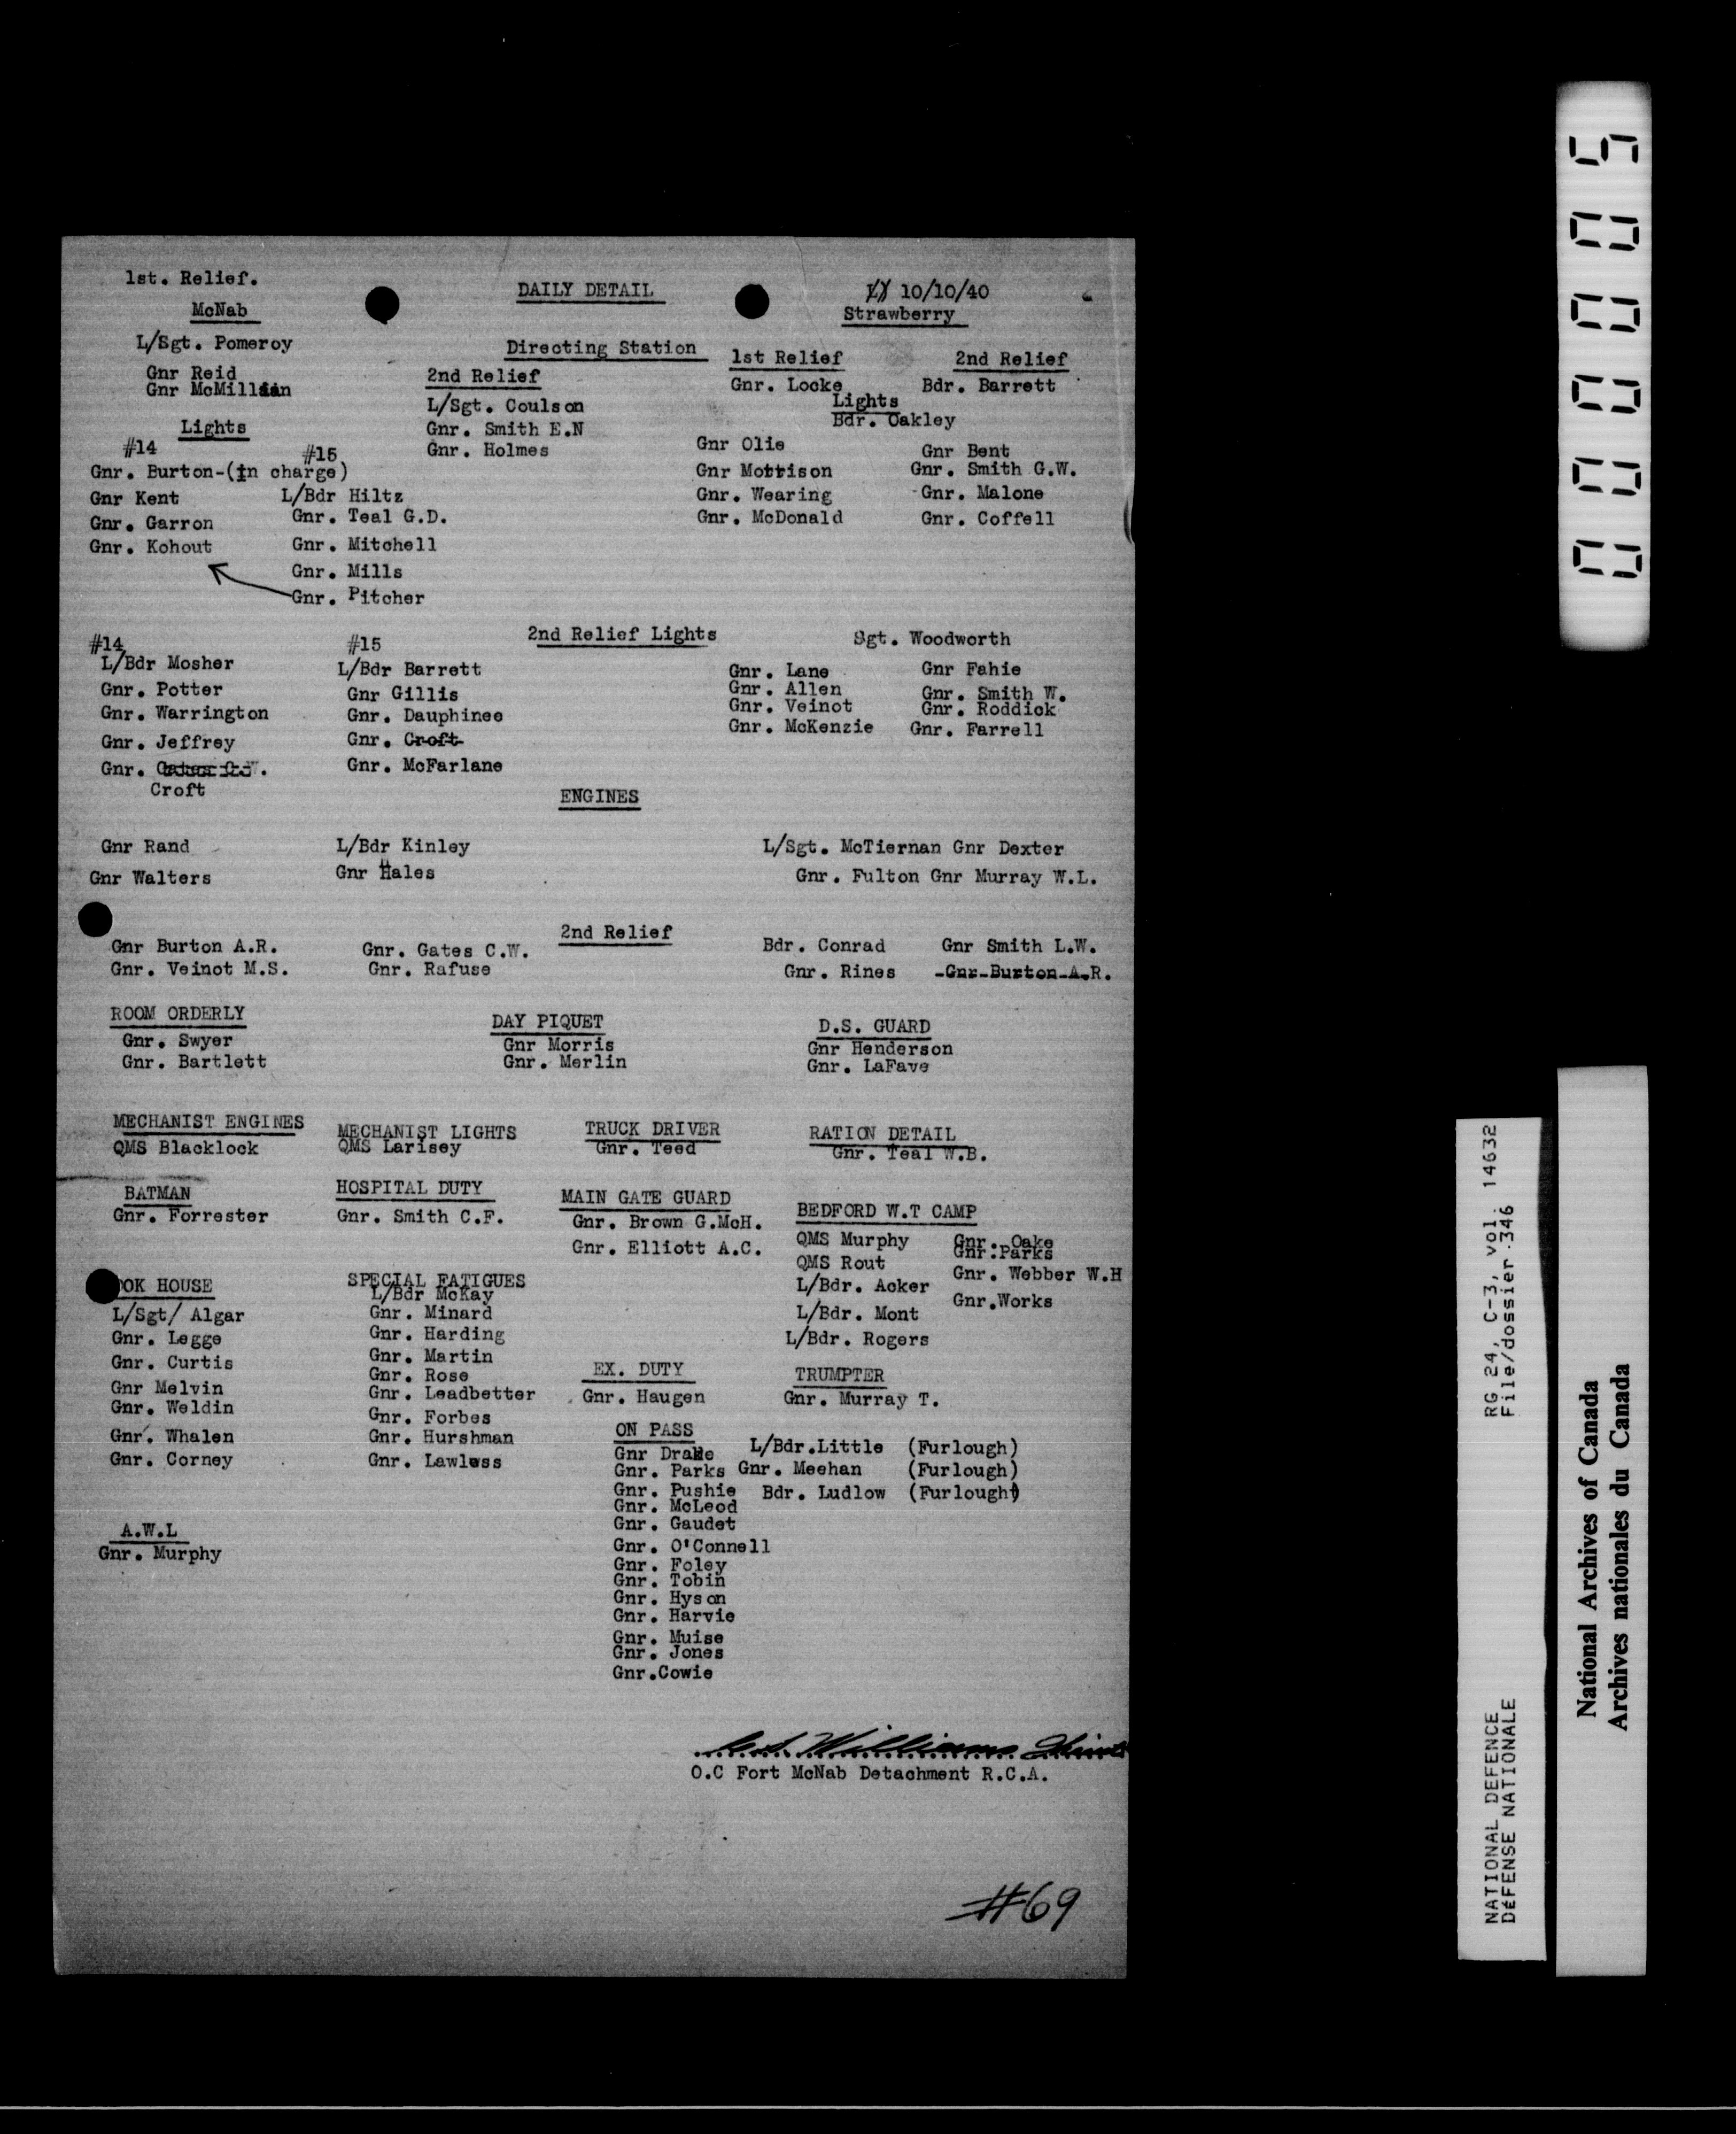 1st. Relief.
McNab
L/Sgt. Pomeroy
Gnr Reid
Gnr McMillan
DAILY DETAIL
10/10/40
Strawberry
Directing Station
2nd Relief
L/Sgt. Coulson
Gnr. Smith E.N
Gnr. Holmes
1st Relief 2nd Relief
Gnr. Locke Bdr. Barrett
Lights
Bdr. Oakley
Gnr Olie Gnr Bent
Gnr Mottison Gnr. Smith G.W.
Gnr. Wearing Gnr. Malone
Gnr. McDonald Gnr. Coffell
Lights
#14 #15
Gnr. Burton-(in charge)
Gnr Kent L/Bdr Hiltz
Gnr. Garron Gnr. Teal G.D.
Gnr. Kohout Gnr. Mitchell
Gnr. Mills
Gnr. Pitcher
2nd Relief Lights
#14 #15 Sgt. Woodworth
L/Bdr Mosher L/Bdr Barrett Gnr. Lane Gnr Fahie
Gnr. Potter Gnr Gillis Gnr. Allen Gnr. Smith W.
Gnr. Warrington Gnr. Dauphinee Gnr. Veinot Gnr. Roddick
Gnr. Jeffrey Gnr. Croft Gnr. McKenzie Gnr. Farrell
Gnr. Gates C.W. Gnr. McFarlane
Croft
ENGINES
Gnr Rand L/Bdr Kinley L/Sgt. McTiernan Gnr Dexter
Gnr Walters Gnr Hales Gnr. Fulton Gnr Murray W.L.
2nd Relief
Gnr Burton A.R. Gnr. Gates C.W. Bdr. Conrad Gnr Smith L.W.
Gnr. Veinot M.S. Gnr. Rafuse Gnr. Rines Gnr Burton A.R.
ROOM ORDERLY DAY PIQUET D.S. GUARD
Gnr. Swyer Gnr Morris Gnr Henderson
Gnr. Bartlett Gnr. Merlin Gnr. LaFave
MECHANIST ENGINES MECHANIST LIGHTS TRUCK DRIVER RATION DETAIL
QMS Blacklock QMS Larisey Gnr. Teed Gnr. Teal W.B.
BATMAN HOSPITAL DUTY MAIN GATE GUARD BEDFORD W.T CAMP
Gnr. Forrester Gnr. Smith C.F. Gnr. Brown G.McH.
Gnr. Elliott A.C.
QMS Murphy Gnr. Oake
Gnr.Parks
QMS Rout Gnr. Webber W.H
L/Bdr. Acker Gnr.Works
L/Bdr. Mont
L/Bdr. Rogers
OOK HOUSE
L/Sgt/ Algar
Gnr. Legge
Gnr. Curtis
Gnr Melvin
Gnr. Weldin
Gnr. Whalen
Gnr. Corney
SPECIAL FATIGUES
L/Bdr McKay
Gnr. Minard
Gnr. Harding
Gnr. Martin
Gnr. Rose
Gnr. Leadbetter
Gnr. Forbes
Gnr. Hurshman
Gnr. Lawless
EX. DUTY TRUMPTER
Gnr. Haugen Gnr. Murray T.
ON PASS
Gnr Drake L/Bdr.Little (Furlough)
Gnr. Parks Gnr. Meehan (Furlough)
Gnr. Pushie Bdr. Ludlow (Furlough)
Gnr. McLeod
Gnr. Gaudet
Gnr. O'Connell
Gnr. Foley
Gnr. Tobin
Gnr. Hyson
Gnr. Harvie
Gnr. Muise
Gnr. Jones
Gnr.Cowie
A.W.L
Gnr. Murphy
Williams
O.C Fort McNab Detachment R.C.A.
#69
00005
NATIONAL DEFENCE RG 24, C-3, vol. 14632
DÉFENSE NATIONALE File/dossier 346
National Archives of Canada
Archives nationales du Canada